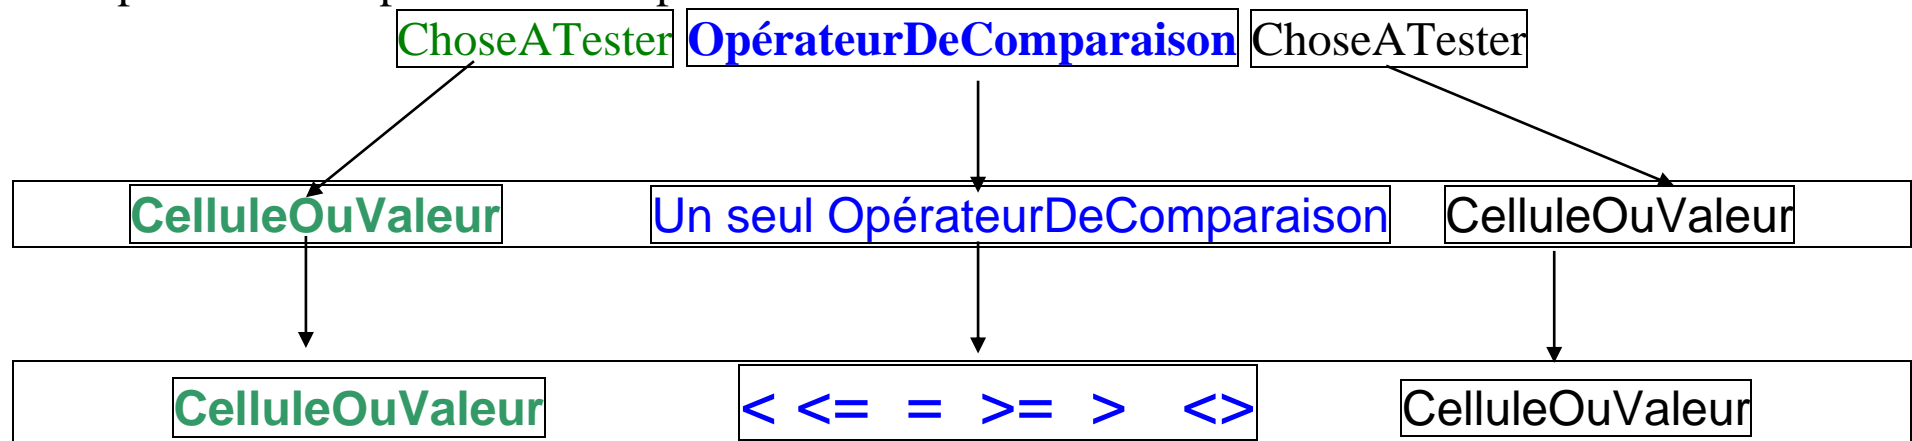 ChoseATester OpérateurDeComparaison ChoseATester
CelluleOuValeur Un seul OpérateurDeComparaison CelluleOuValeur
CelluleOuValeur < <= = >= > <> CelluleOuValeur